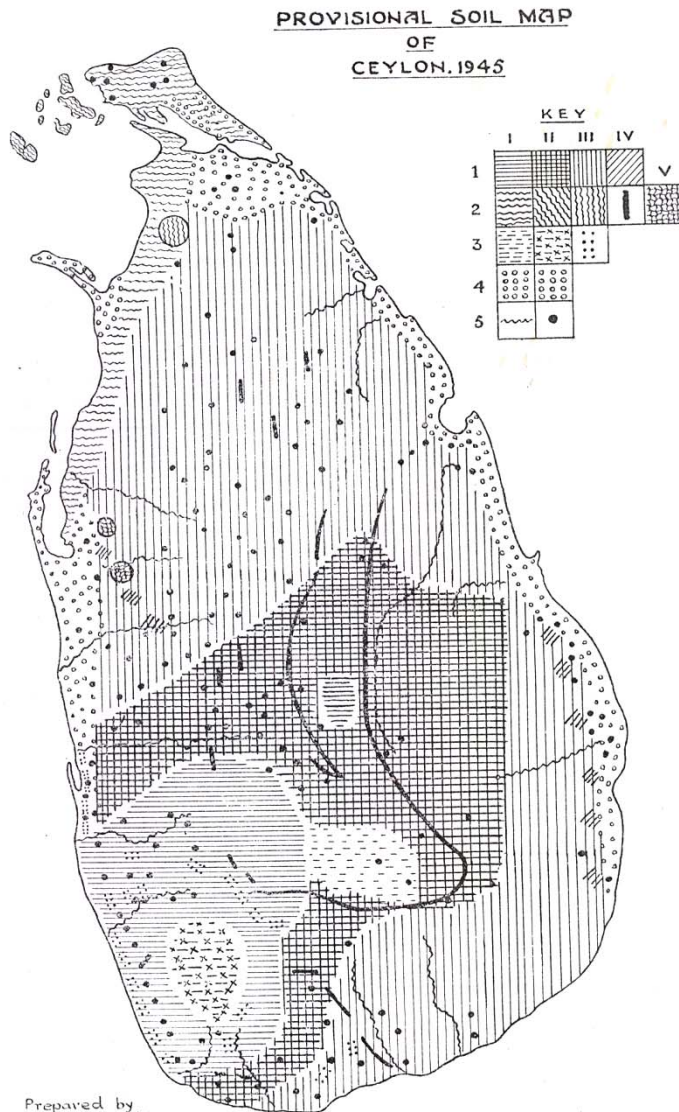 PROVISIONAL SOIL MAP
OF
CEYLON. 1945
KEY
I II III IV
1
V
2
3
4
5
Prepared by